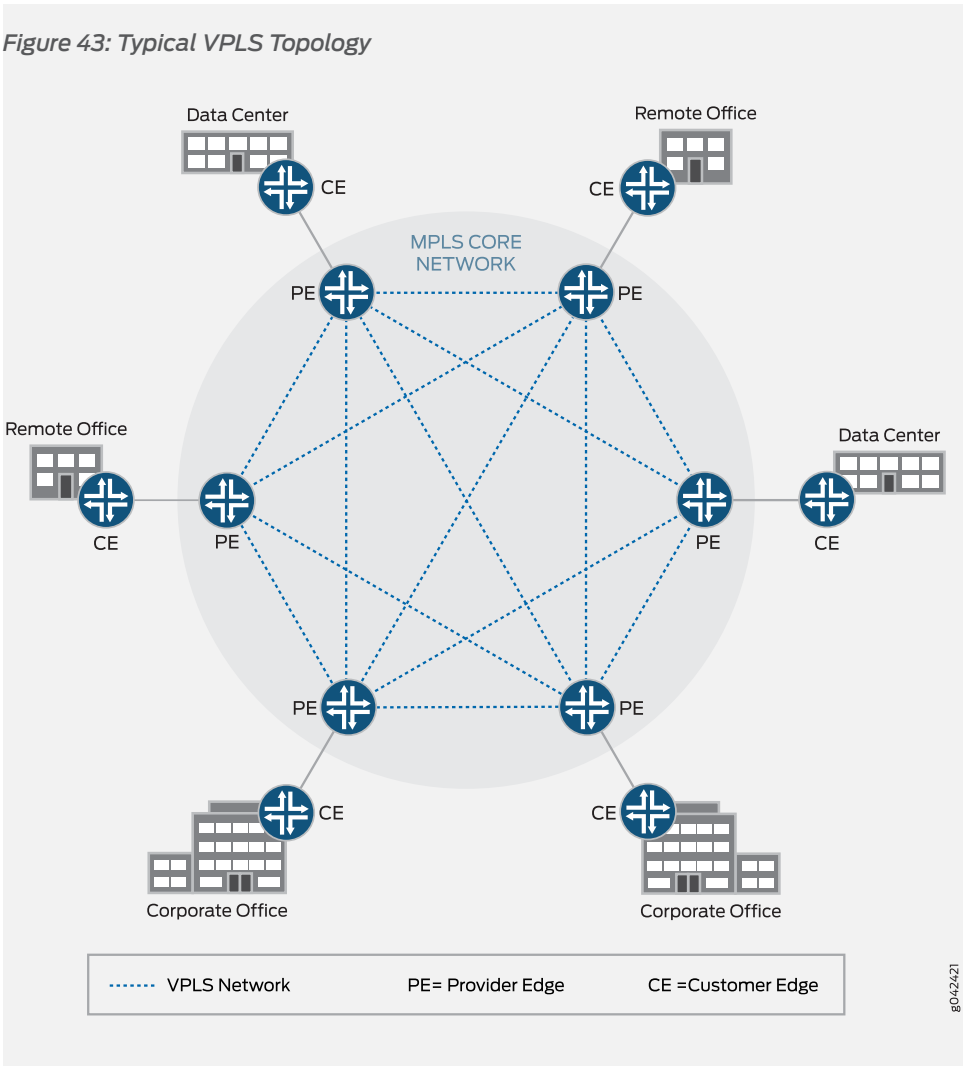 Figure 43: Typical VPLS Topology
Data Center
Remote Office
CE
CE
MPLS CORE
NETWORK
PE
PE
Remote Office
Data Center
CE
PE
PE
CE
PE
PE
CE
CE
Corporate Office
Corporate Office
VPLS Network
PE= Provider Edge
CE =Customer Edge
g042421